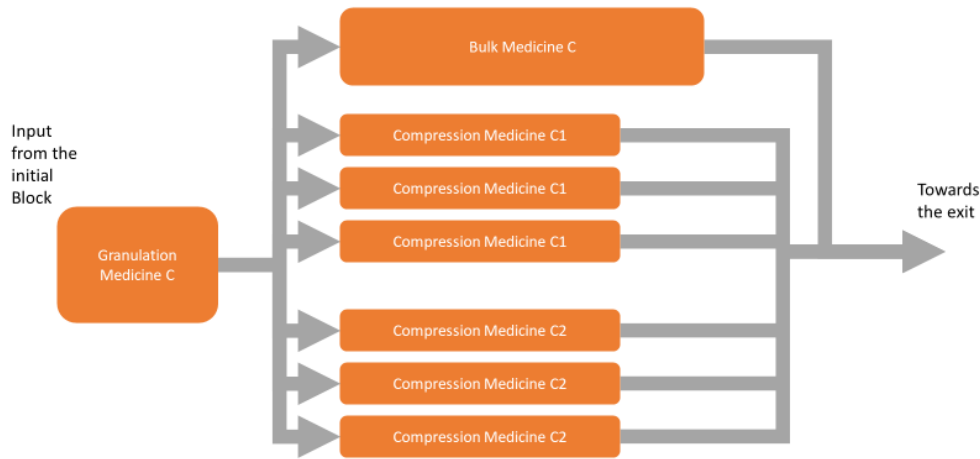 Input
from the
initial
Block
Granulation
Medicine C
Bulk Medicine C
Compression Medicine C1
Compression Medicine C1
Compression Medicine C1
Compression Medicine C2
Compression Medicine C2
Compression Medicine C2
Towards
the exit